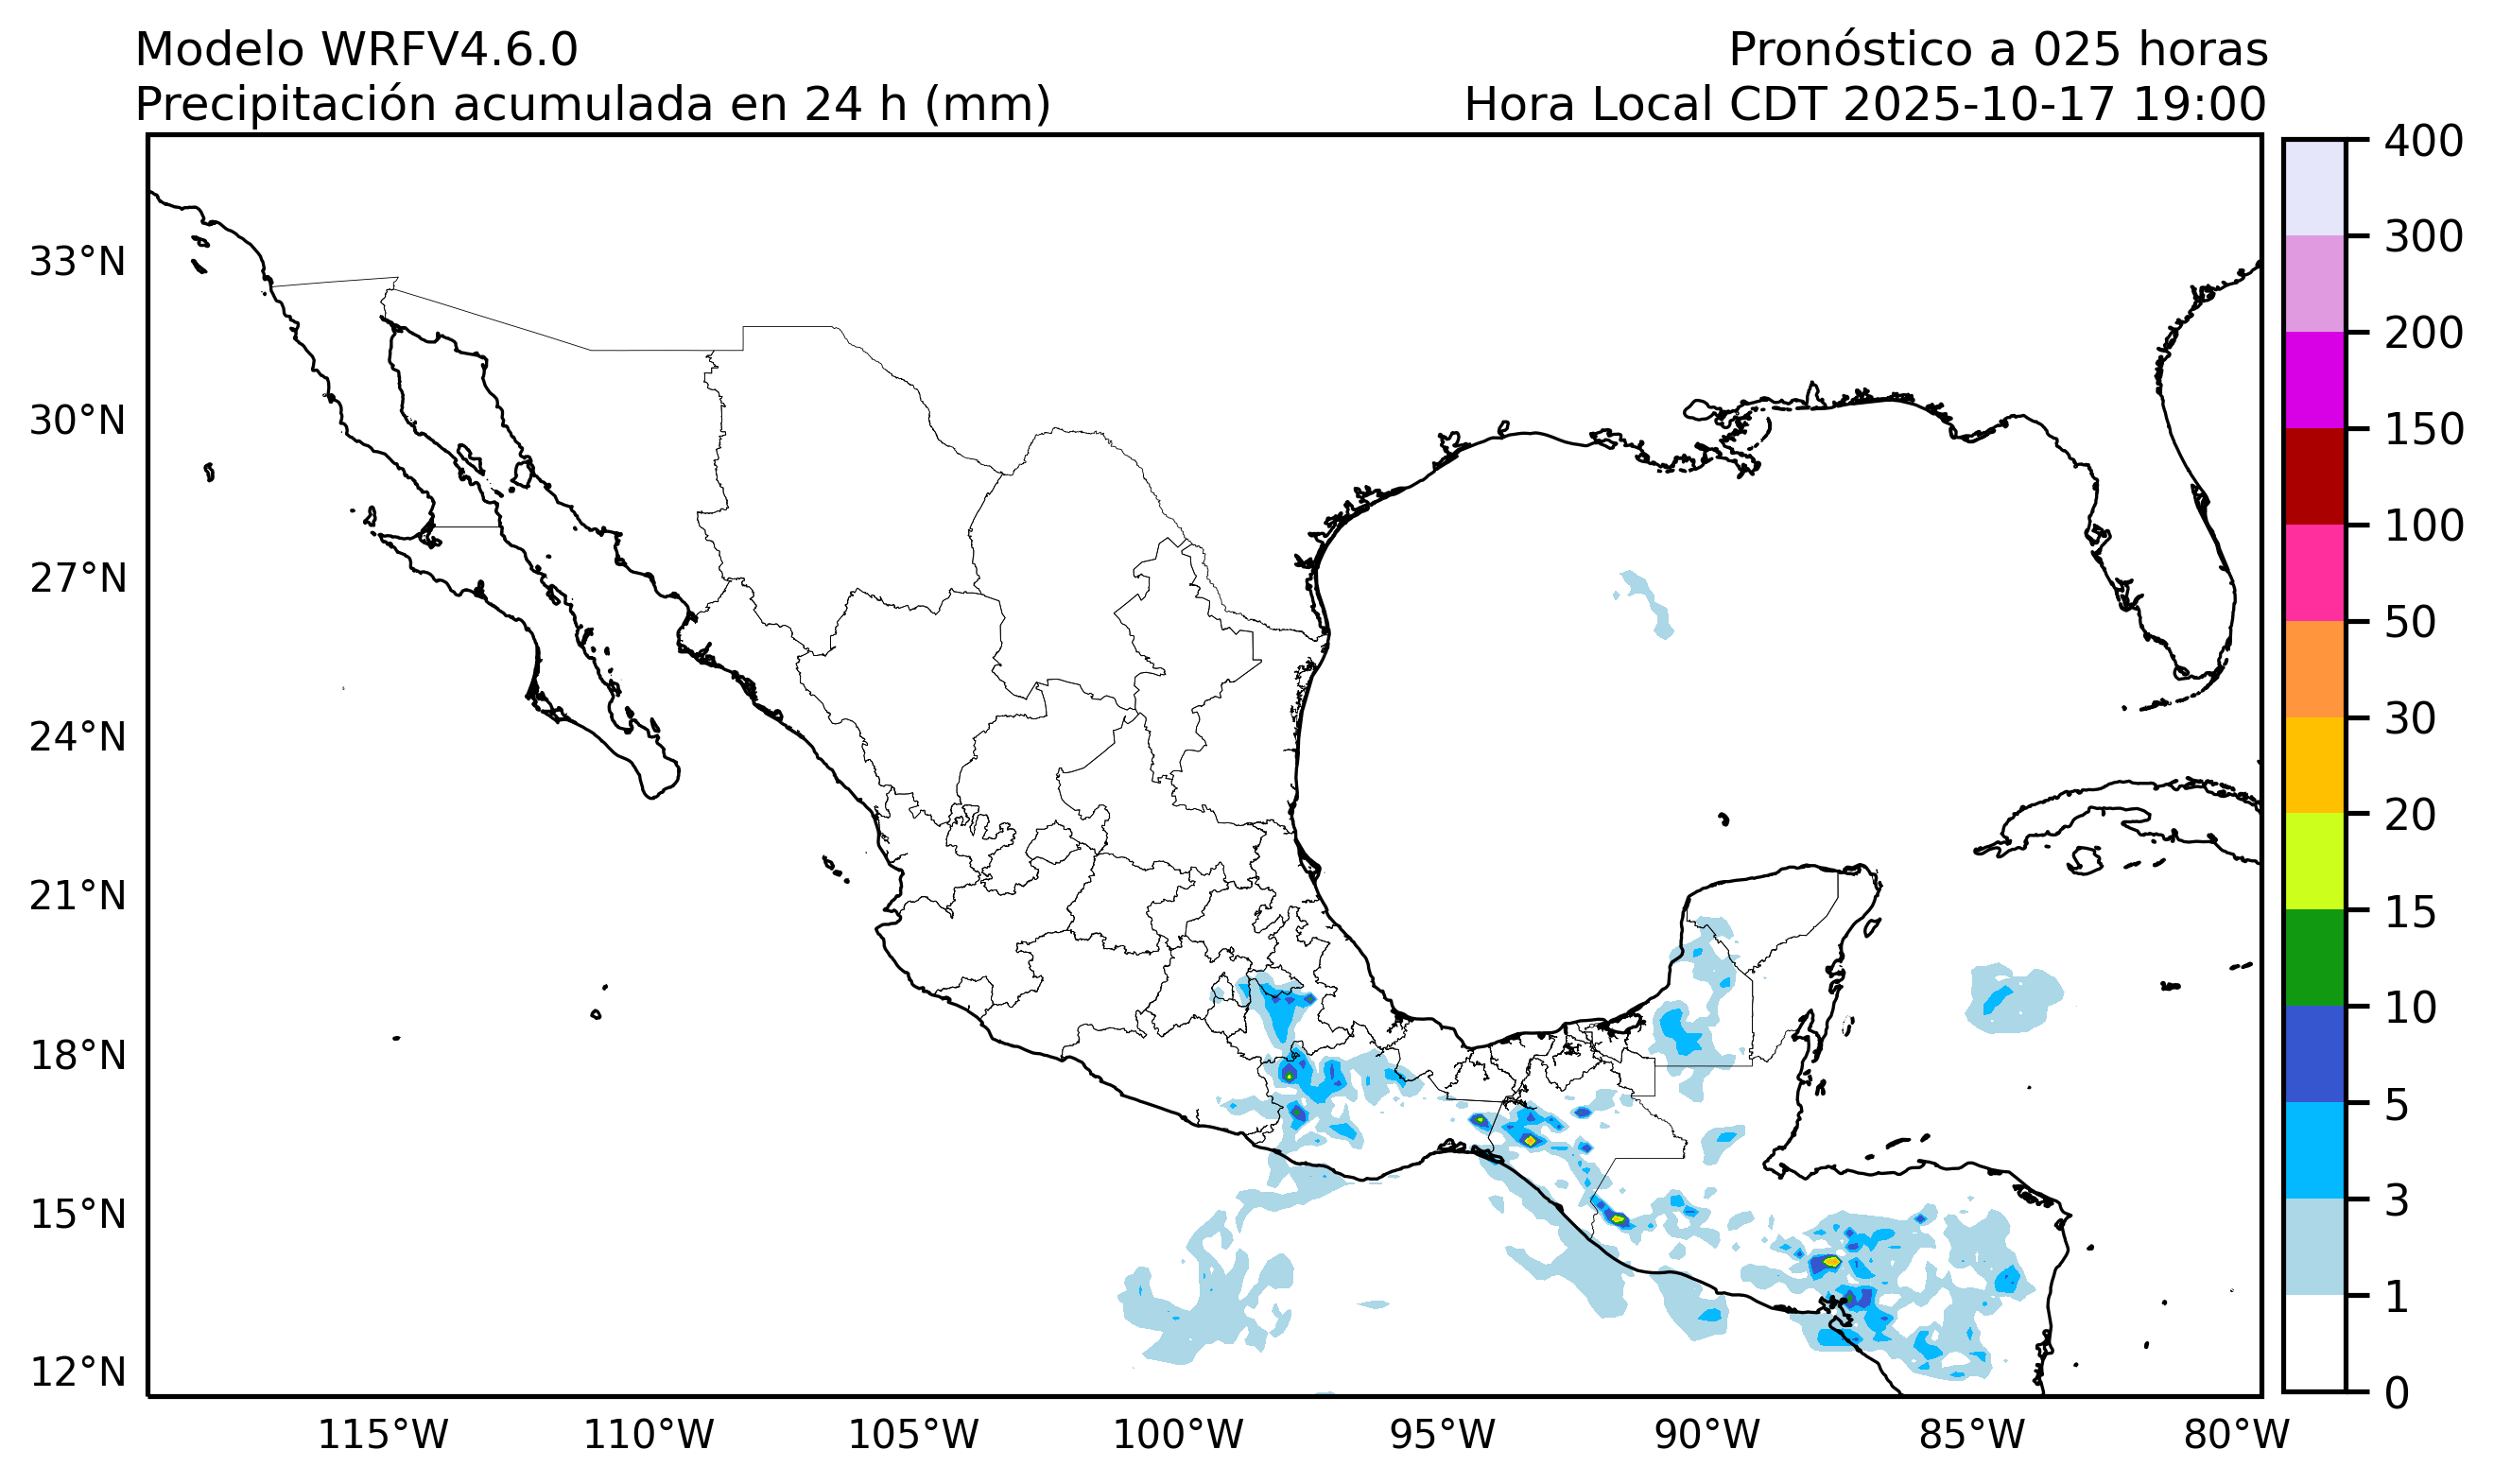 Modelo WRFV4.6.0
Pronóstico a 025 horas
Precipitación acumulada en 24 h (mm)
Hora Local CDT 2025-10-17 19:00
400
300
200
150
100
50
30
20
15
10
5
3
1
0
33°N
30°N
27°N
24°N
21°N
18°N
15°N
12°N
115°W
110°W
105°W
100°W
95°W
90°W
85°W
80°W